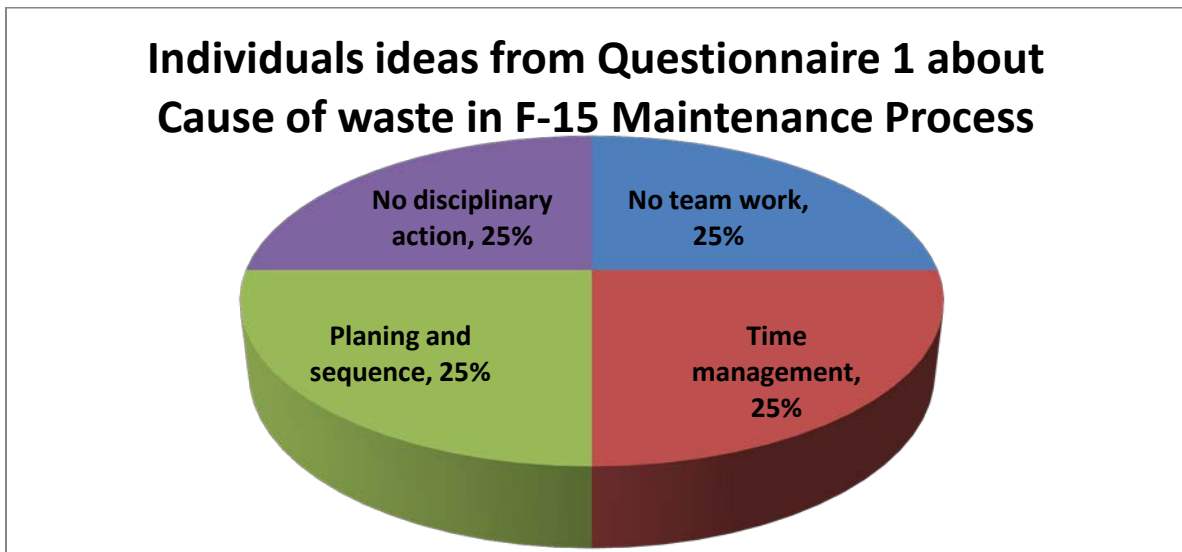 Individuals ideas from Questionnaire 1 about
Cause of waste in F-15 Maintenance Process
No disciplinary
action, 25%
No team work,
25%
Planing and
sequence, 25%
Time
management,
25%